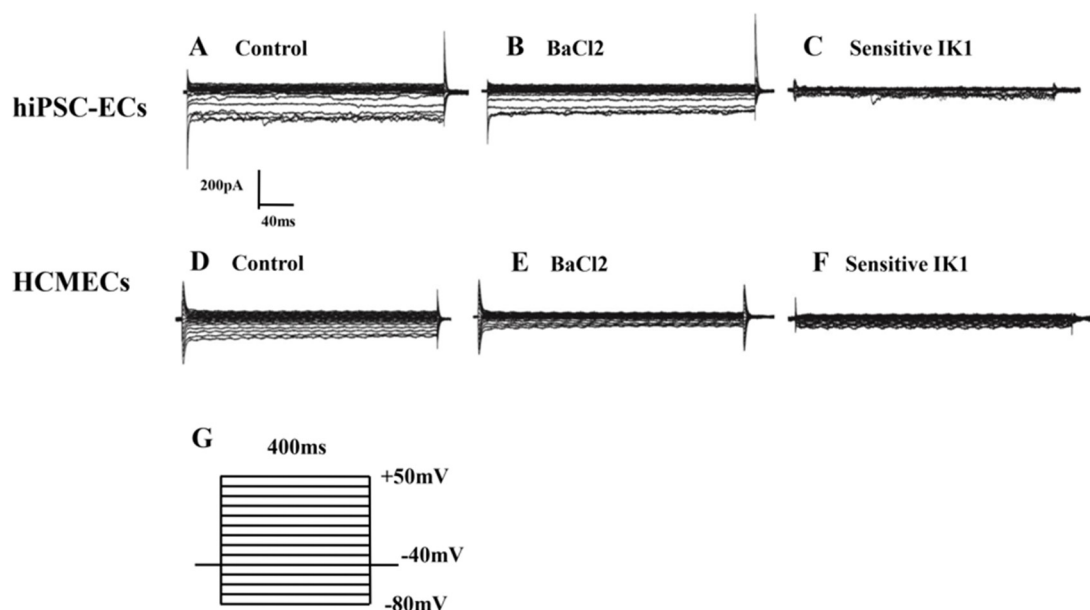 A Control
B BaCl2
C Sensitive IK1
hiPSC-ECs
200pA
40ms
D Control
E BaCl2
F Sensitive IK1
HCMECs
G
400ms
+50mV
-40mV
-80mV